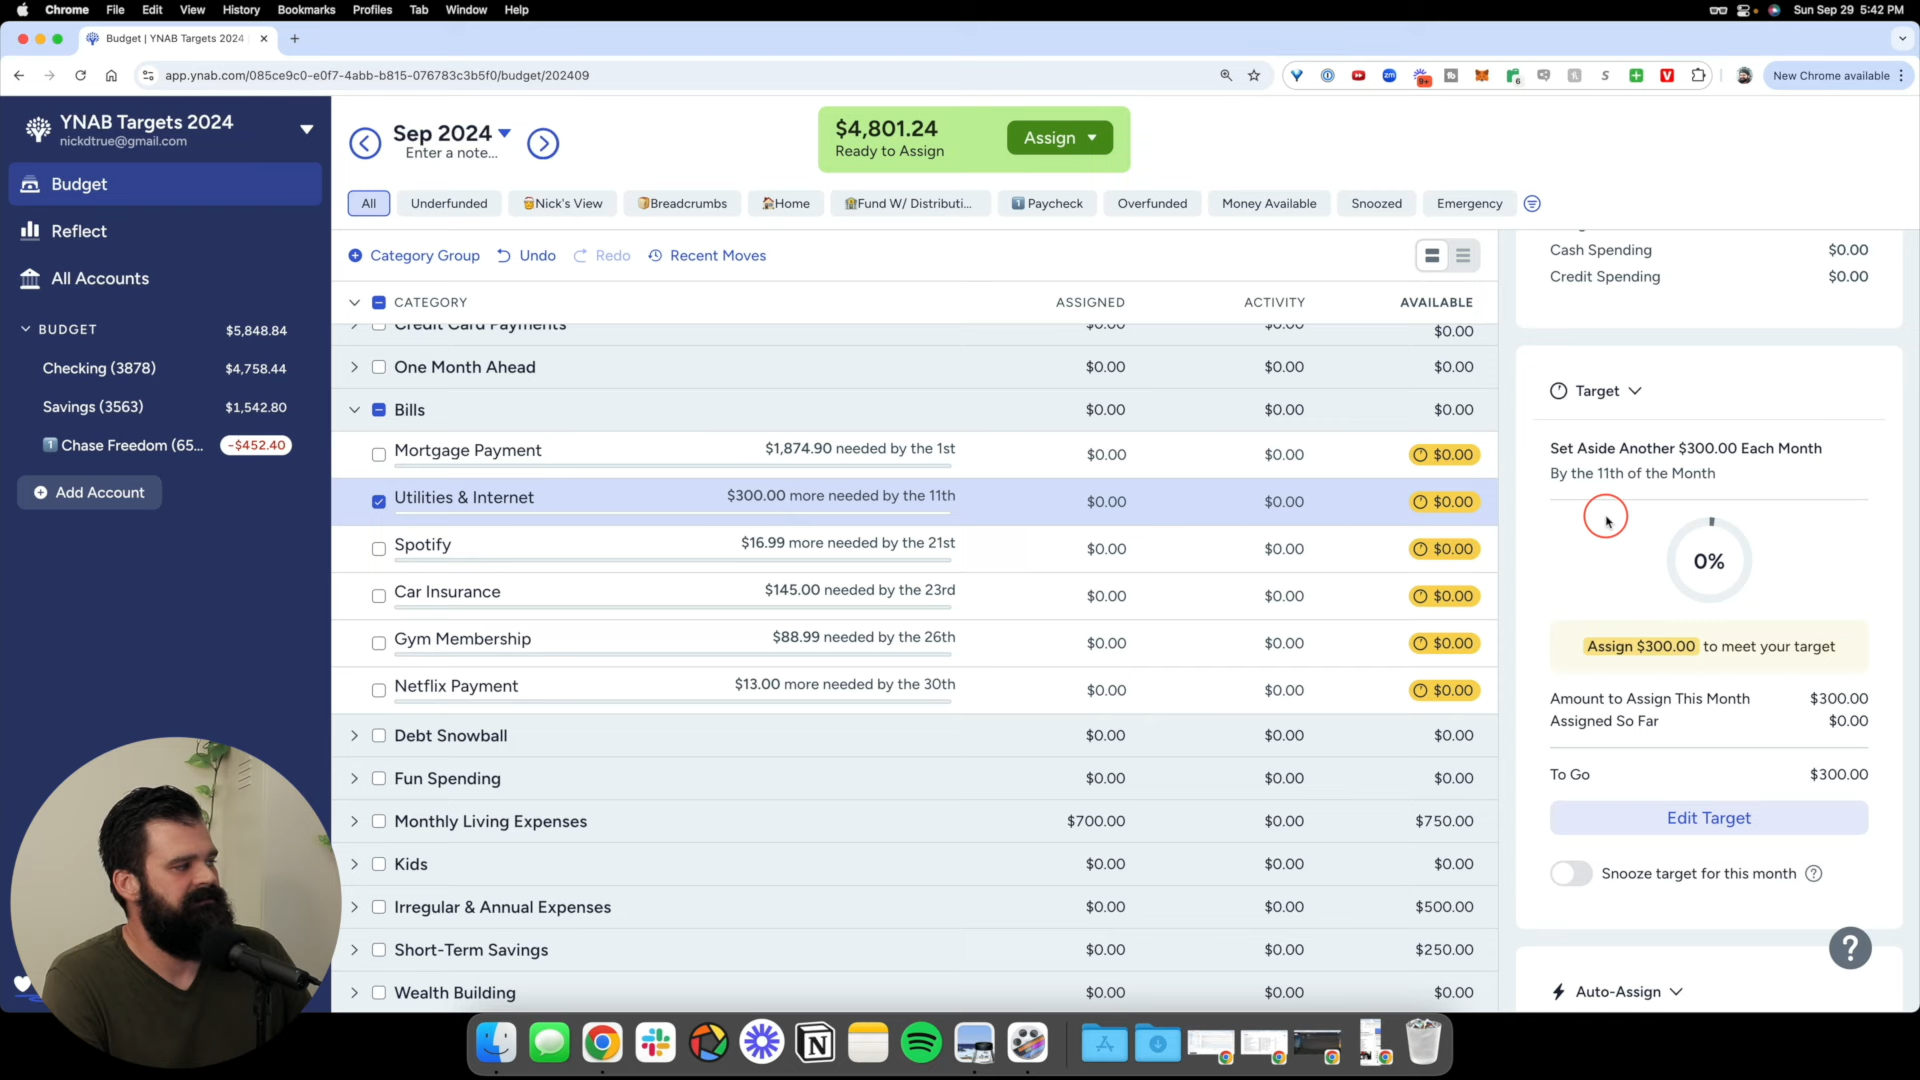 Chrome File Edit View History Bookmarks Profiles Tab Window Help
Sun Sep 29 5:42 PM
Budget | YNAB Targets 2024
app.ynab.com/085ce9c0-e0f7-4abb-b815-076783c3b5f0/budget/202409
9+
6
New Chrome available
YNAB Targets 2024
nickdtrue@gmail.com
Budget
Reflect
All Accounts
BUDGET $5,848.84
Checking (3878) $4,758.44
Savings (3563) $1,542.80
1 Chase Freedom (65... -$452.40
Add Account
Sep 2024
Enter a note...
$4,801.24
Ready to Assign
Assign
All Underfunded Nick's View Breadcrumbs Home Fund W/ Distributi... 1 Paycheck Overfunded Money Available Snoozed Emergency
Category Group Undo Redo Recent Moves
CATEGORY ASSIGNED ACTIVITY AVAILABLE
Credit Card Payments $0.00 $0.00 $0.00
One Month Ahead $0.00 $0.00 $0.00
Bills $0.00 $0.00 $0.00
Mortgage Payment $1,874.90 needed by the 1st $0.00 $0.00 $0.00
Utilities & Internet $300.00 more needed by the 11th $0.00 $0.00 $0.00
Spotify $16.99 more needed by the 21st $0.00 $0.00 $0.00
Car Insurance $145.00 needed by the 23rd $0.00 $0.00 $0.00
Gym Membership $88.99 needed by the 26th $0.00 $0.00 $0.00
Netflix Payment $13.00 more needed by the 30th $0.00 $0.00 $0.00
Debt Snowball $0.00 $0.00 $0.00
Fun Spending $0.00 $0.00 $0.00
Monthly Living Expenses $700.00 $0.00 $750.00
Kids $0.00 $0.00 $0.00
Irregular & Annual Expenses $0.00 $0.00 $500.00
Short-Term Savings $0.00 $0.00 $250.00
Wealth Building $0.00 $0.00 $0.00
Cash Spending $0.00
Credit Spending $0.00
Target
Set Aside Another $300.00 Each Month
By the 11th of the Month
0%
Assign $300.00 to meet your target
Amount to Assign This Month $300.00
Assigned So Far $0.00
To Go $300.00
Edit Target
Snooze target for this month ?
?
Auto-Assign